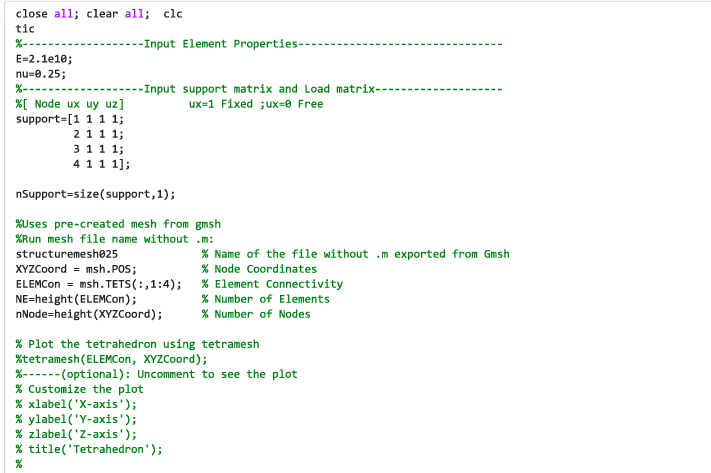 close all; clear all;  clc
tic
%-------------------Input Element Properties--------------------------------
E=2.1e10;
nu=0.25;
%-------------------Input support matrix and Load matrix--------------------
%[ Node ux uy uz]          ux=1 Fixed ;ux=0 Free
support=[1 1 1 1;
         2 1 1 1;
         3 1 1 1;
         4 1 1 1];
nSupport=size(support,1);
%Uses pre-created mesh from gmsh
%Run mesh file name without .m:
structuremesh025             % Name of the file without .m exported from Gmsh
XYZCoord = msh.POS;          % Node Coordinates
ELEMCon = msh.TETS(:,1:4);   % Element Connectivity
NE=height(ELEMCon);          % Number of Elements
nNode=height(XYZCoord);      % Number of Nodes
% Plot the tetrahedron using tetramesh
%tetramesh(ELEMCon, XYZCoord);
%------(optional): Uncomment to see the plot
% Customize the plot
% xlabel('X-axis');
% ylabel('Y-axis');
% zlabel('Z-axis');
% title('Tetrahedron');
%